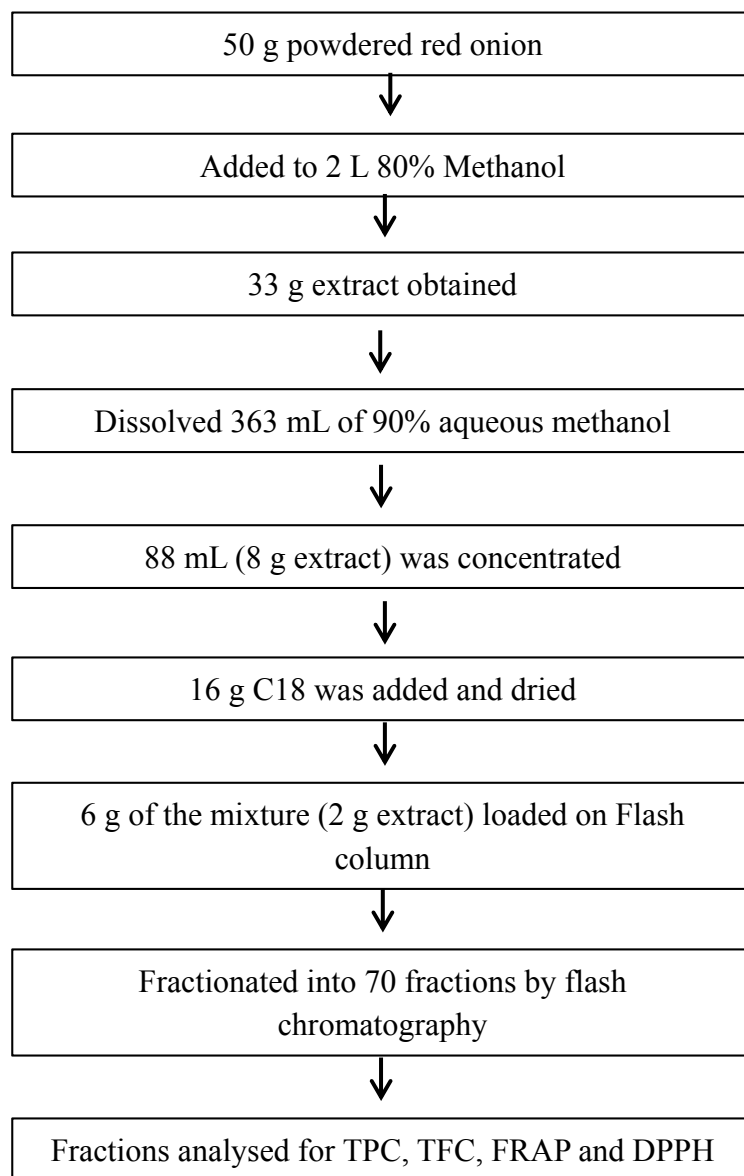 50 g powdered red onion
Added to 2 L 80% Methanol
33 g extract obtained
Dissolved 363 mL of 90% aqueous methanol
88 mL (8 g extract) was concentrated
16 g C18 was added and dried
6 g of the mixture (2 g extract) loaded on Flash
column
Fractionated into 70 fractions by flash
chromatography
Fractions analysed for TPC, TFC, FRAP and DPPH